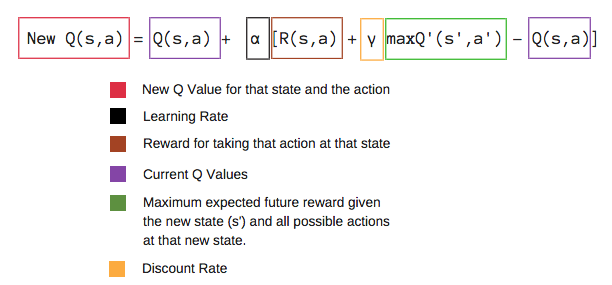 New Q(s,a) = Q(s,a) + α [R(s,a) + γ maxQ'(s',a') − Q(s,a)]
New Q Value for that state and the action
Learning Rate
Reward for taking that action at that state
Current Q Values
Maximum expected future reward given
the new state (s') and all possible actions
at that new state.
Discount Rate